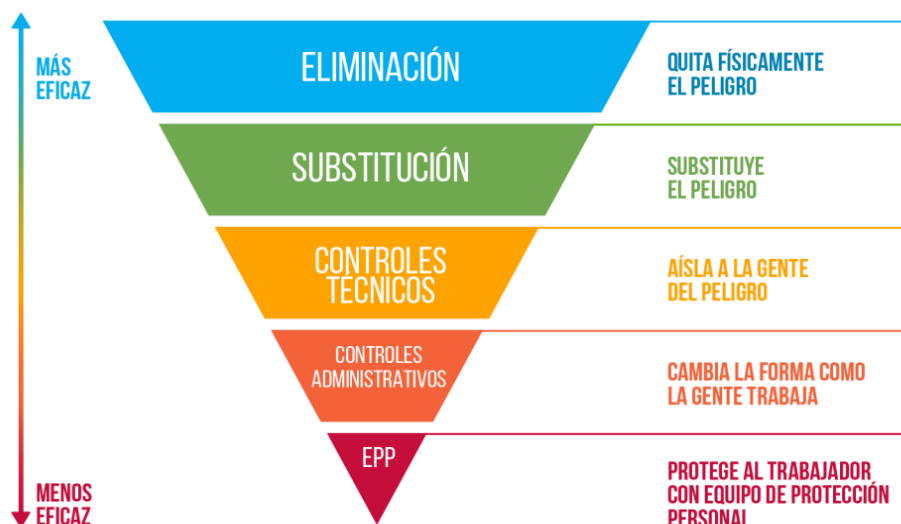 MÁS
EFICAZ
ELIMINACIÓN
QUITA FÍSICAMENTE
EL PELIGRO
SUBSTITUCIÓN
SUBSTITUYE
EL PELIGRO
CONTROLES
TÉCNICOS
AÍSLA A LA GENTE
DEL PELIGRO
CONTROLES
ADMINISTRATIVOS
CAMBIA LA FORMA COMO
LA GENTE TRABAJA
EPP
PROTEGE AL TRABAJADOR
CON EQUIPO DE PROTECCIÓN
PERSONAL
MENOS
EFICAZ